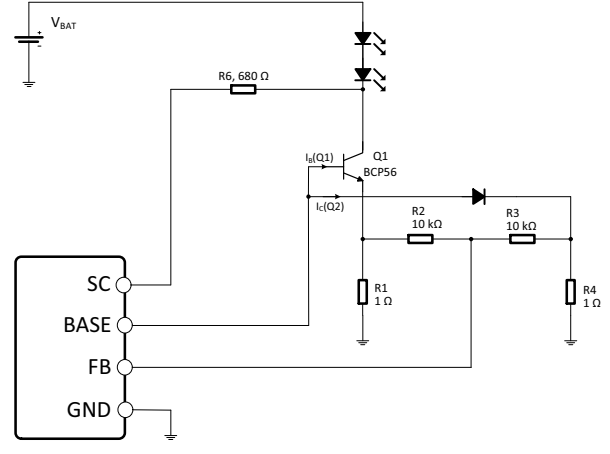 VBAT
+
-
R6, 680 Ω
IB(Q1)
Q1
BCP56
IC(Q2)
R2
10 kΩ
R3
10 kΩ
R1
1 Ω
R4
1 Ω
SC
BASE
FB
GND